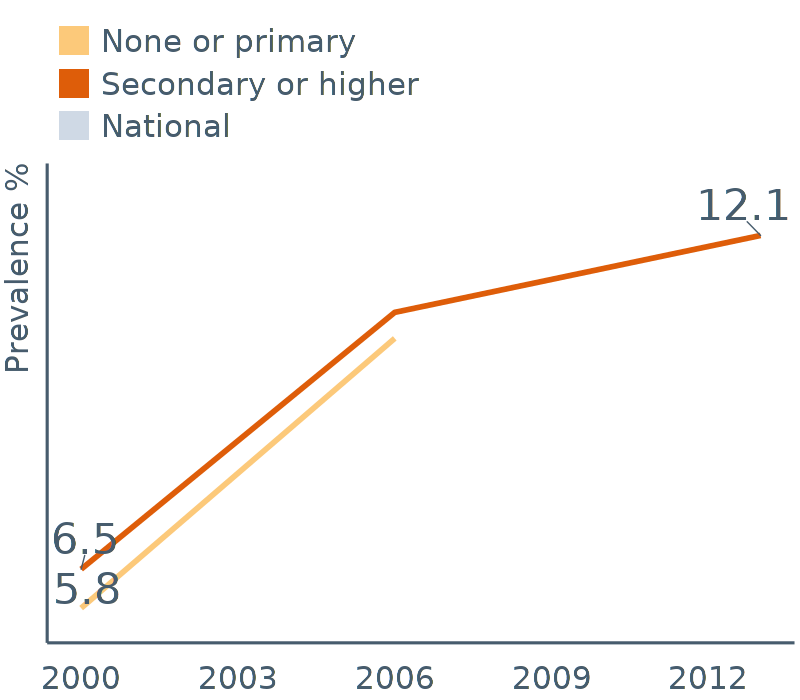 None or primary
Secondary or higher
National
Prevalence %
12.1
6.5
5.8
2000 2003 2006 2009 2012